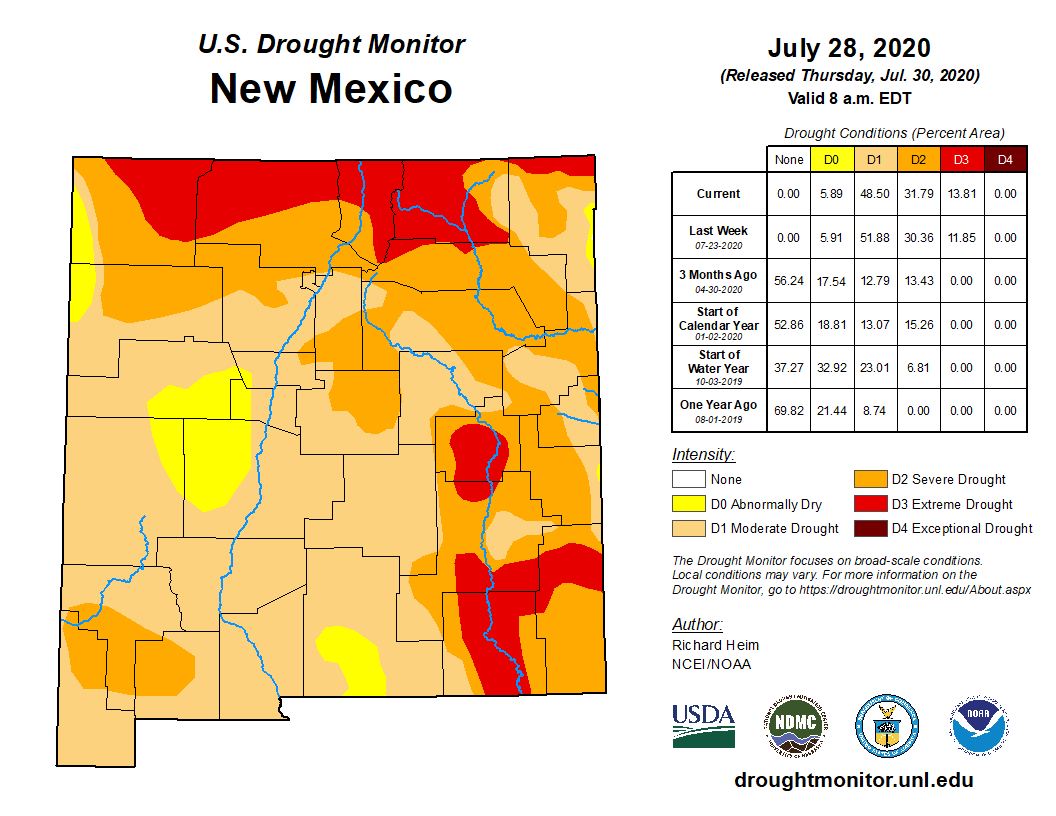 U.S. Drought Monitor
New Mexico
July 28, 2020
(Released Thursday, Jul. 30, 2020)
Valid 8 a.m. EDT
Drought Conditions (Percent Area)
None D0 D1 D2 D3 D4
Current 0.00 5.89 48.50 31.79 13.81 0.00
Last Week
07-23-2020
0.00 5.91 51.88 30.36 11.85 0.00
3 Months Ago
04-30-2020
56.24 17.54 12.79 13.43 0.00 0.00
Start of
Calendar Year
01-02-2020
52.86 18.81 13.07 15.26 0.00 0.00
Start of
Water Year
10-03-2019
37.27 32.92 23.01 6.81 0.00 0.00
One Year Ago
08-01-2019
69.82 21.44 8.74 0.00 0.00 0.00
Intensity:
None
D0 Abnormally Dry
D1 Moderate Drought
D2 Severe Drought
D3 Extreme Drought
D4 Exceptional Drought
The Drought Monitor focuses on broad-scale conditions.
Local conditions may vary. For more information on the
Drought Monitor, go to https://droughtmonitor.unl.edu/About.aspx
Author:
Richard Heim
NCEI/NOAA
USDA
NDMC
NOAA
droughtmonitor.unl.edu